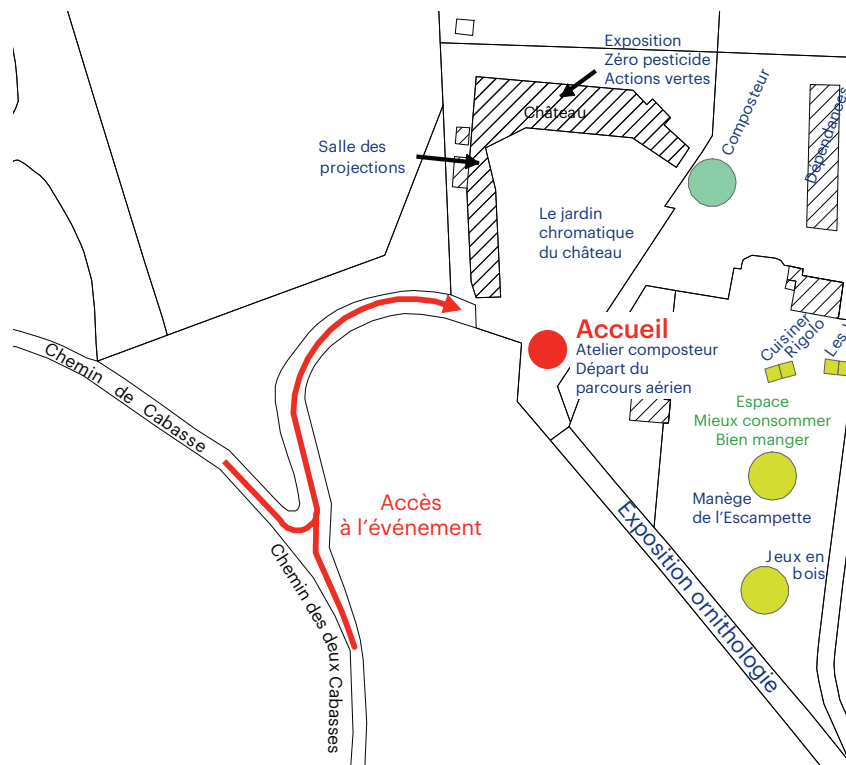 Exposition
Zéro pesticide
Actions vertes
Château
Composteur
Dépendances
Salle des
projections
Le jardin
chromatique
du château
Accueil
Atelier composteur
Départ du
parcours aérien
Cuisiner
Rigolo
Les
Chemin de Cabasse
Espace
Mieux consommer
Bien manger
Manège
de l'Escampette
Accès
à l'événement
Exposition ornithologie
Jeux en
bois
Chemin des deux Cabasses